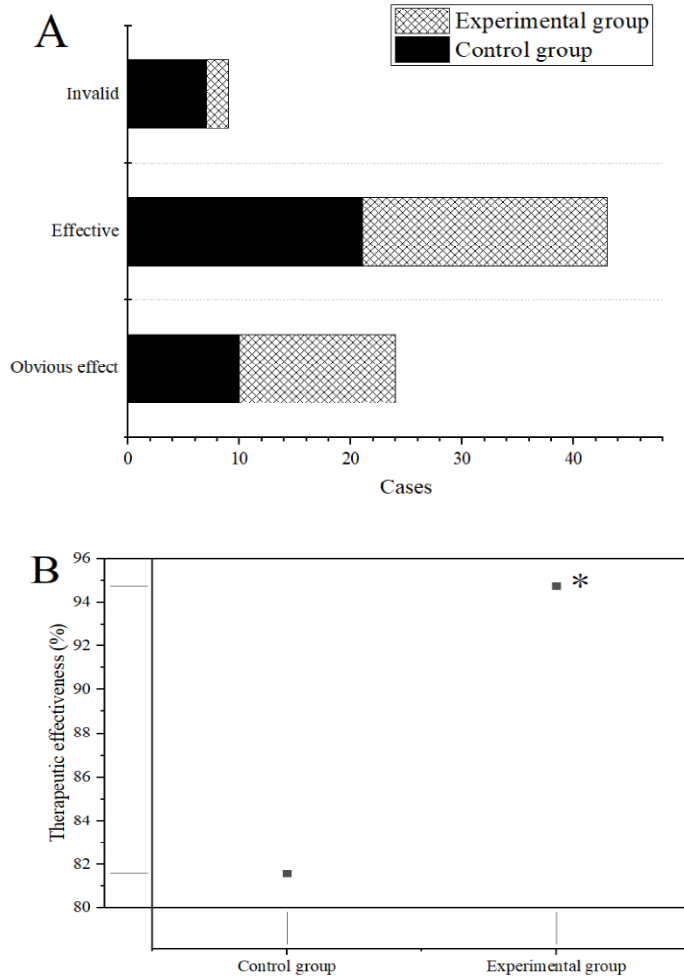 A
Experimental group
Control group
Invalid
Effective
Obvious effect
0 10 20 30 40
Cases
B
96
94
92
90
88
86
84
82
80
Therapeutic effectiveness (%)
*
Control group Experimental group